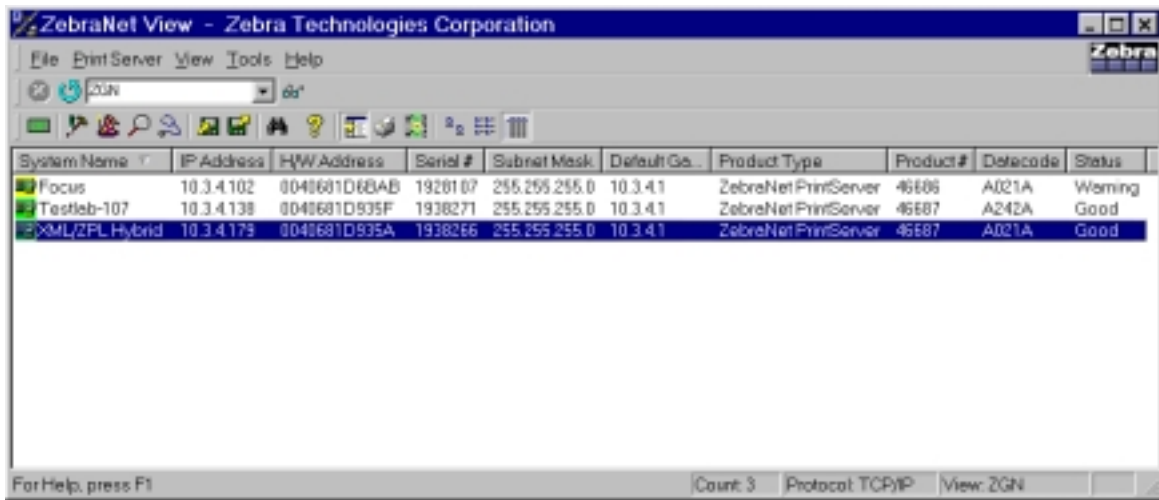 ZebraNet View - Zebra Technologies Corporation
File Print Server View Tools Help
Zebra
ZGN
System Name IP Address H/W Address Serial # Subnet Mask Default Ga... Product Type Product # Datecode Status
Focus 10.3.4.102 0040681D6BAB 1928107 255.255.255.0 10.3.4.1 ZebraNet PrintServer 46686 A021A Warning
Testlab-107 10.3.4.138 0040681D935F 1938271 255.255.255.0 10.3.4.1 ZebraNet PrintServer 46687 A242A Good
XML/ZPL Hybrid 10.3.4.179 0040681D935A 1938266 255.255.255.0 10.3.4.1 ZebraNet PrintServer 46687 A021A Good
For Help, press F1 Count: 3 Protocol: TCP/IP View: ZGN